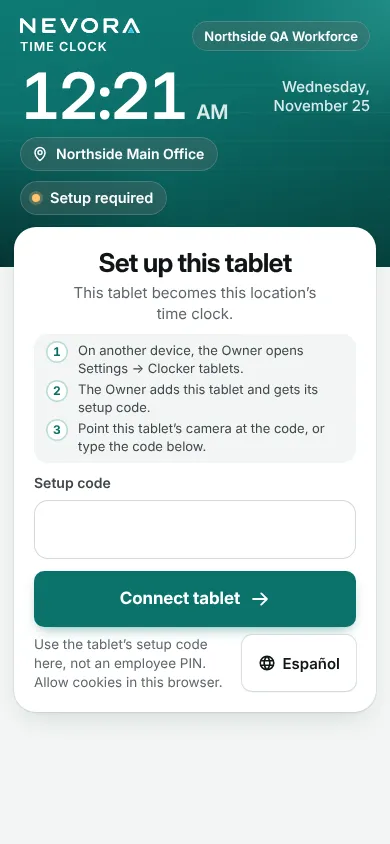 NEVORA
TIME CLOCK
Northside QA Workforce
12:21 AM
Wednesday,
November 25
Northside Main Office
Setup required
Set up this tablet
This tablet becomes this location's
time clock.
1 On another device, the Owner opens
Settings → Clocker tablets.
2 The Owner adds this tablet and gets its
setup code.
3 Point this tablet's camera at the code, or
type the code below.
Setup code
Connect tablet →
Use the tablet's setup code
here, not an employee PIN.
Allow cookies in this browser.
Español